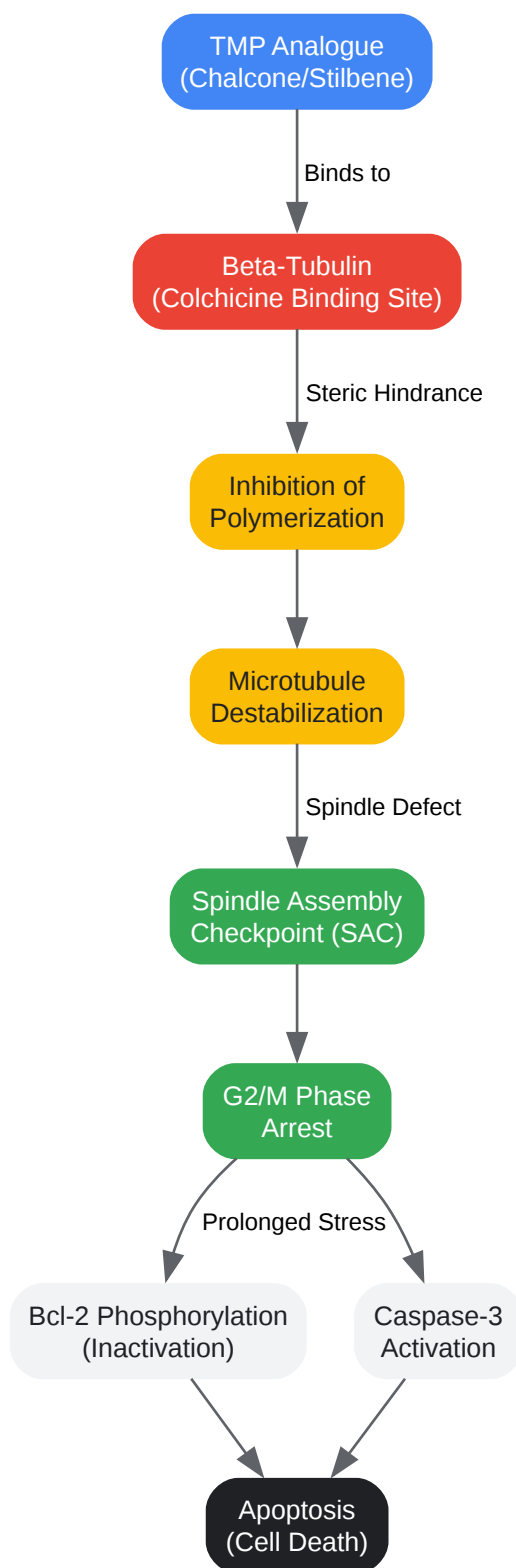 TMP Analogue
(Chalcone/Stilbene)
Binds to
Beta-Tubulin
(Colchicine Binding Site)
Steric Hindrance
Inhibition of
Polymerization
Microtubule
Destabilization
Spindle Defect
Spindle Assembly
Checkpoint (SAC)
G2/M Phase
Arrest
Prolonged Stress
Bcl-2 Phosphorylation
(Inactivation)
Caspase-3
Activation
Apoptosis
(Cell Death)